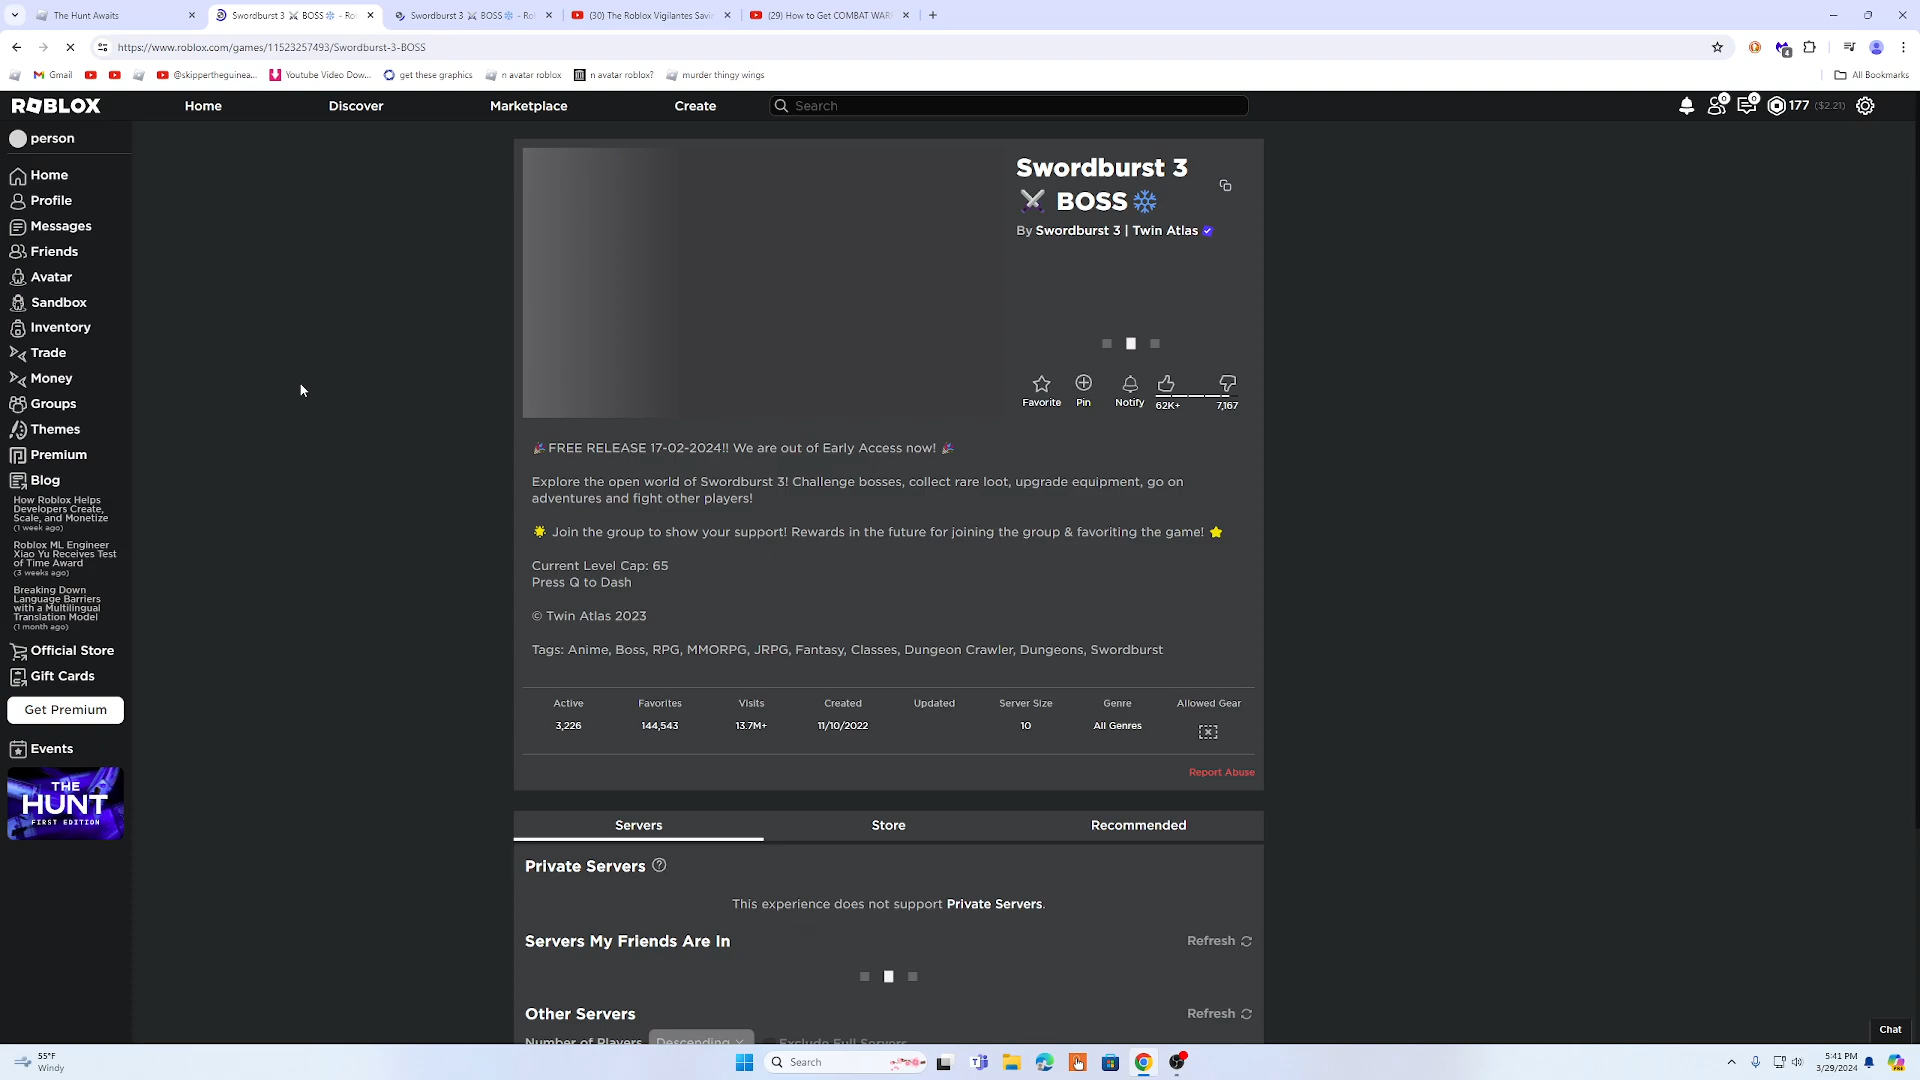 The Hunt Awaits
Swordburst 3 ⚔️ BOSS❄️ - Ro
Swordburst 3 ⚔️ BOSS❄️ - Ro
(30) The Roblox Vigilantes Savi
(29) How to Get COMBAT WAR
https://www.roblox.com/games/11523257493/Swordburst-3-BOSS
Gmail
@skippertheguinea...
Youtube Video Dow...
get these graphics
n avatar roblox
n avatar roblox?
murder thingy wings
All Bookmarks
ROBLOX
Home
Discover
Marketplace
Create
Search
0
0
177 ($2.21)
person
Home
Profile
Messages
Friends
Avatar
Sandbox
Inventory
Trade
Money
Groups
Themes
Premium
Blog
How Roblox Helps
Developers Create,
Scale, and Monetize
(1 week ago)
Roblox ML Engineer
Xiao Yu Receives Test
of Time Award
(3 weeks ago)
Breaking Down
Language Barriers
with a Multilingual
Translation Model
(1 month ago)
Official Store
Gift Cards
Get Premium
Events
THE
HUNT
FIRST EDITION
Swordburst 3
⚔️ BOSS❄️
By Swordburst 3 | Twin Atlas
Favorite
Pin
Notify
62K+
7,167
🎉 FREE RELEASE 17-02-2024!! We are out of Early Access now! 🎉
Explore the open world of Swordburst 3! Challenge bosses, collect rare loot, upgrade equipment, go on
adventures and fight other players!
🌟 Join the group to show your support! Rewards in the future for joining the group & favoriting the game! ⭐
Current Level Cap: 65
Press Q to Dash
© Twin Atlas 2023
Tags: Anime, Boss, RPG, MMORPG, JRPG, Fantasy, Classes, Dungeon Crawler, Dungeons, Swordburst
Active
Favorites
Visits
Created
Updated
Server Size
Genre
Allowed Gear
3,226
144,543
13.7M+
11/10/2022
10
All Genres
Report Abuse
Servers
Store
Recommended
Private Servers
This experience does not support Private Servers.
Servers My Friends Are In
Refresh
Other Servers
Refresh
Number of Players
Descending
Exclude Full Servers
Chat
55°F
Windy
Search
5:41 PM
3/29/2024